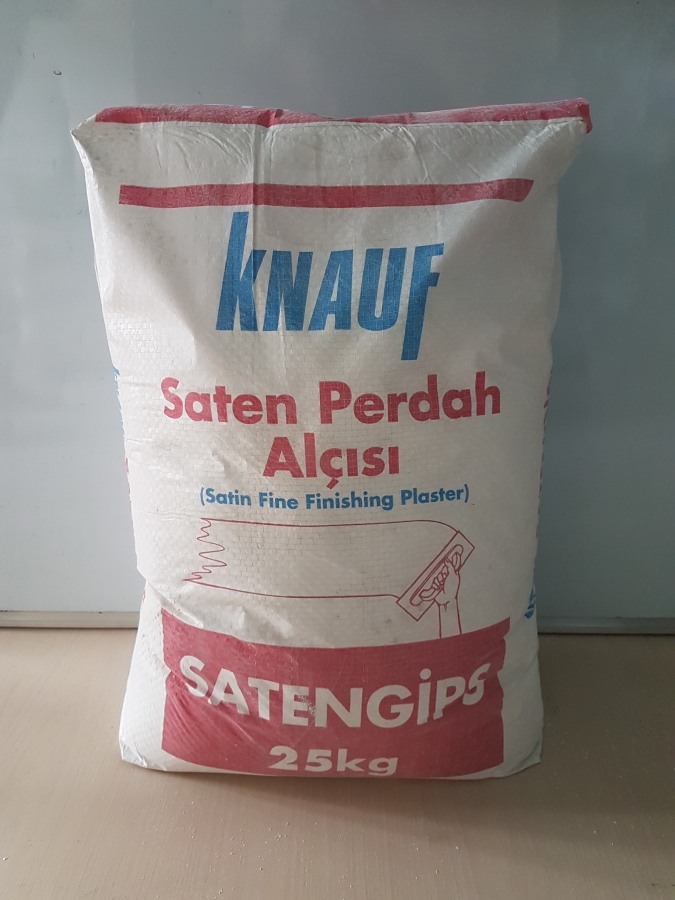 KNAUF
Saten Perdah
Alçısı
(Satin Fine Finishing Plaster)
SATENGİPS
25kg